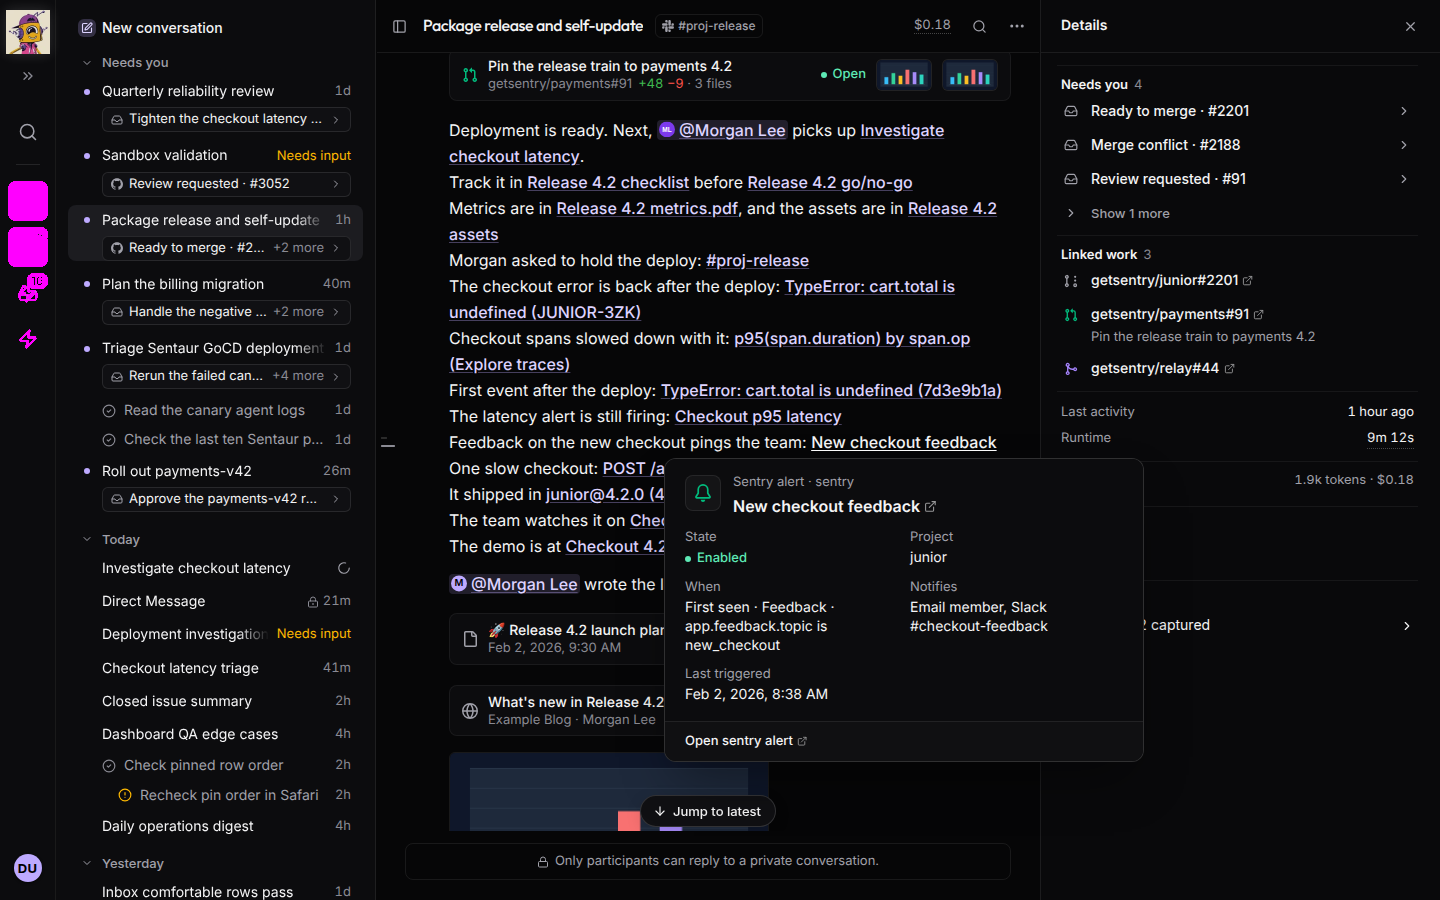 New conversation
Needs you
Quarterly reliability review 1d
Tighten the checkout latency ...
Sandbox validation Needs input
Review requested · #3052
Package release and self-update 1h
Ready to merge · #2... +2 more
Plan the billing migration 40m
Handle the negative ... +2 more
Triage Sentaur GoCD deployment 1d
Rerun the failed can... +4 more
Read the canary agent logs 1d
Check the last ten Sentaur p... 1d
Roll out payments-v42 26m
Approve the payments-v42 r...
Today
Investigate checkout latency
Direct Message 21m
Deployment investigation Needs input
Checkout latency triage 41m
Closed issue summary 2h
Dashboard QA edge cases 4h
Check pinned row order 2h
Recheck pin order in Safari 2h
Daily operations digest 4h
Yesterday
Inbox comfortable rows pass 1d
DU
Package release and self-update #proj-release $0.18
Pin the release train to payments 4.2
getsentry/payments#91 +48 −9 · 3 files
Open
Deployment is ready. Next, ML @Morgan Lee picks up Investigate
checkout latency.
Track it in Release 4.2 checklist before Release 4.2 go/no-go
Metrics are in Release 4.2 metrics.pdf, and the assets are in Release 4.2
assets
Morgan asked to hold the deploy: #proj-release
The checkout error is back after the deploy: TypeError: cart.total is
undefined (JUNIOR-3ZK)
Checkout spans slowed down with it: p95(span.duration) by span.op
(Explore traces)
First event after the deploy: TypeError: cart.total is undefined (7d3e9b1a)
The latency alert is still firing: Checkout p95 latency
Feedback on the new checkout pings the team: New checkout feedback
One slow checkout: POST /a
It shipped in junior@4.2.0 (4
The team watches it on Chec
The demo is at Checkout 4.2
M @Morgan Lee wrote the l
🚀 Release 4.2 launch plan
Feb 2, 2026, 9:30 AM
What's new in Release 4.2
Example Blog · Morgan Lee
Jump to latest
Only participants can reply to a private conversation.
Sentry alert · sentry
New checkout feedback
State
Enabled
Project
junior
When
First seen · Feedback ·
app.feedback.topic is
new_checkout
Notifies
Email member, Slack
#checkout-feedback
Last triggered
Feb 2, 2026, 8:38 AM
Open sentry alert
Details
Needs you 4
Ready to merge · #2201
Merge conflict · #2188
Review requested · #91
Show 1 more
Linked work 3
getsentry/junior#2201
getsentry/payments#91
Pin the release train to payments 4.2
getsentry/relay#44
Last activity 1 hour ago
Runtime 9m 12s
1.9k tokens · $0.18
2 captured